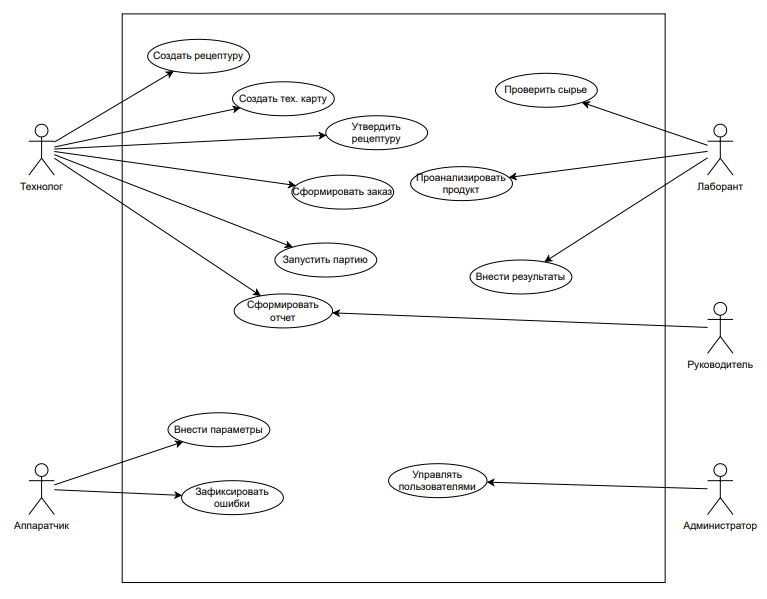 Создать рецептуру
Создать тех. карту
Утвердить
рецептуру
Сформировать заказ
Запустить партию
Сформировать
отчет
Технолог
Проверить сырье
Проанализировать
продукт
Внести результаты
Лаборант
Руководитель
Внести параметры
Зафиксировать
ошибки
Аппаратчик
Управлять
пользователями
Администратор